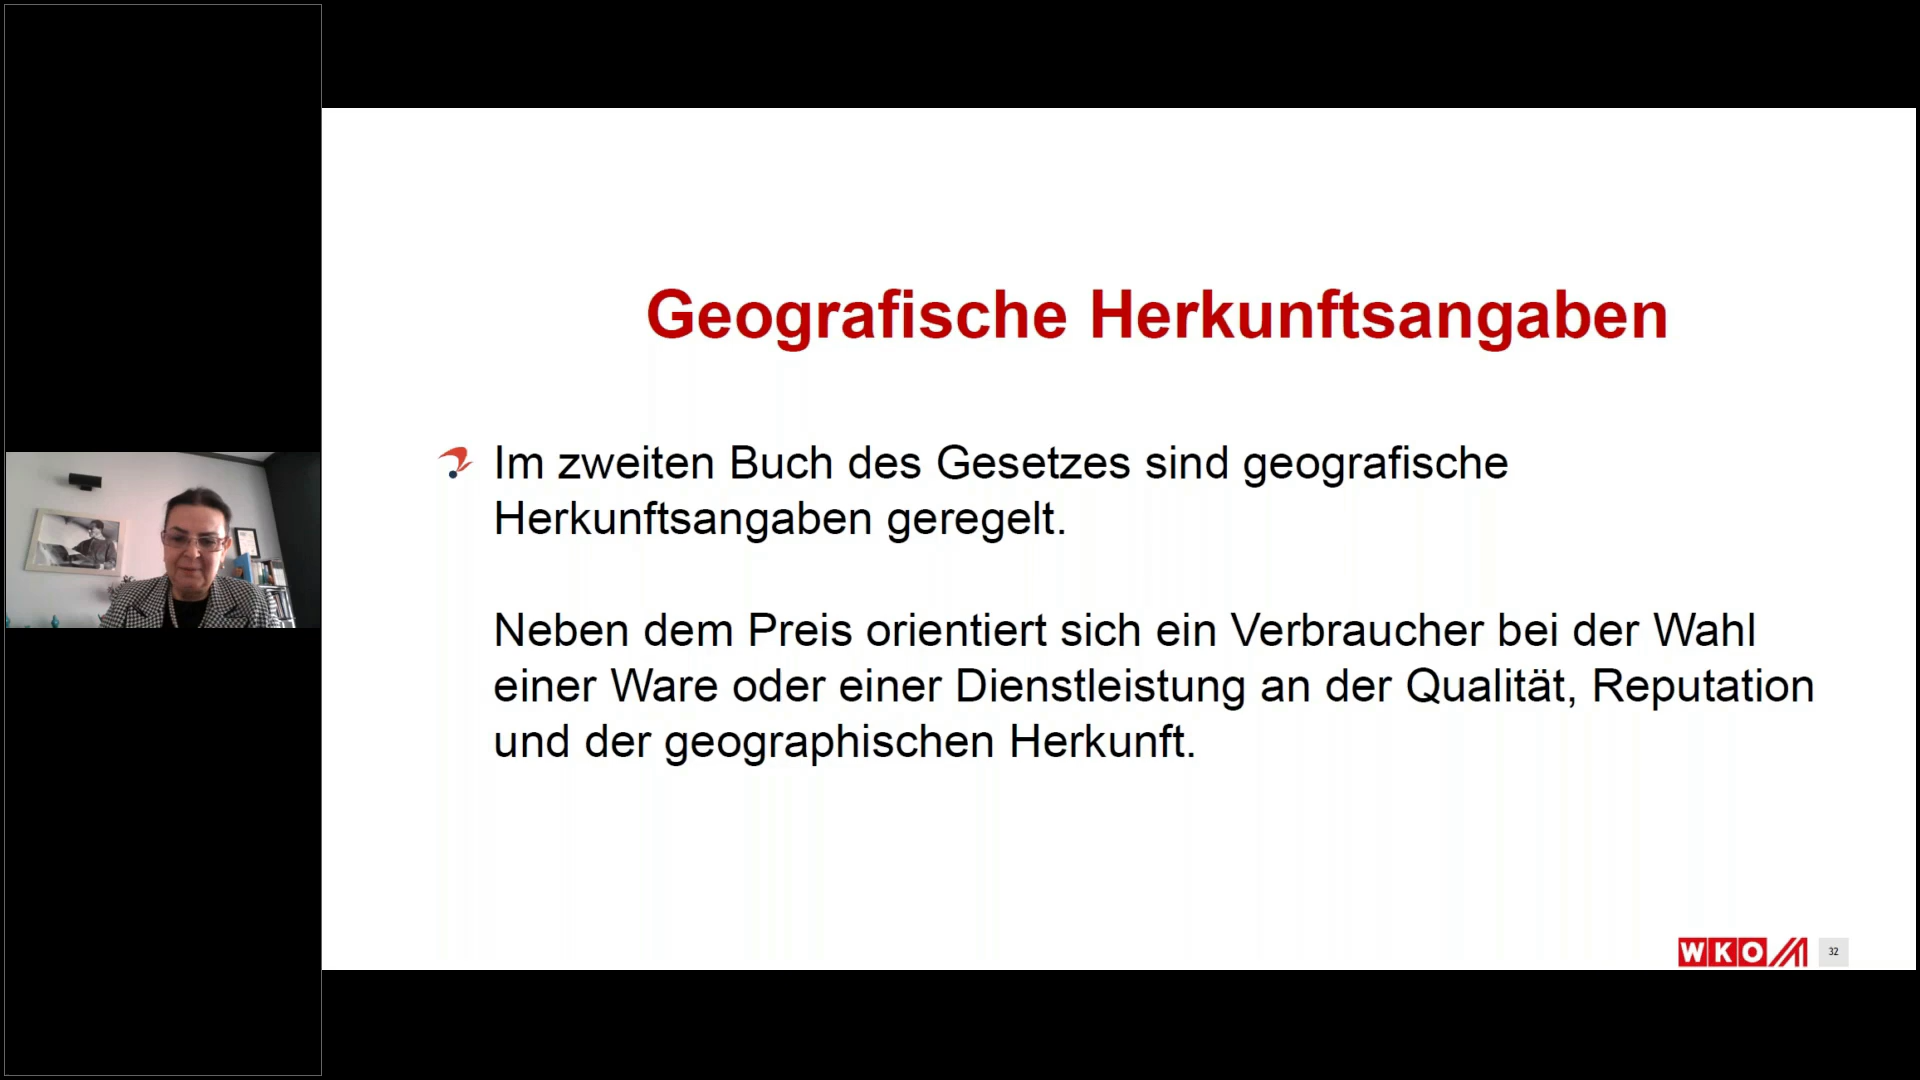 Geografische Herkunftsangaben
Im zweiten Buch des Gesetzes sind geografische
Herkunftsangaben geregelt.
Neben dem Preis orientiert sich ein Verbraucher bei der Wahl
einer Ware oder einer Dienstleistung an der Qualität, Reputation
und der geographischen Herkunft.
WKO
32